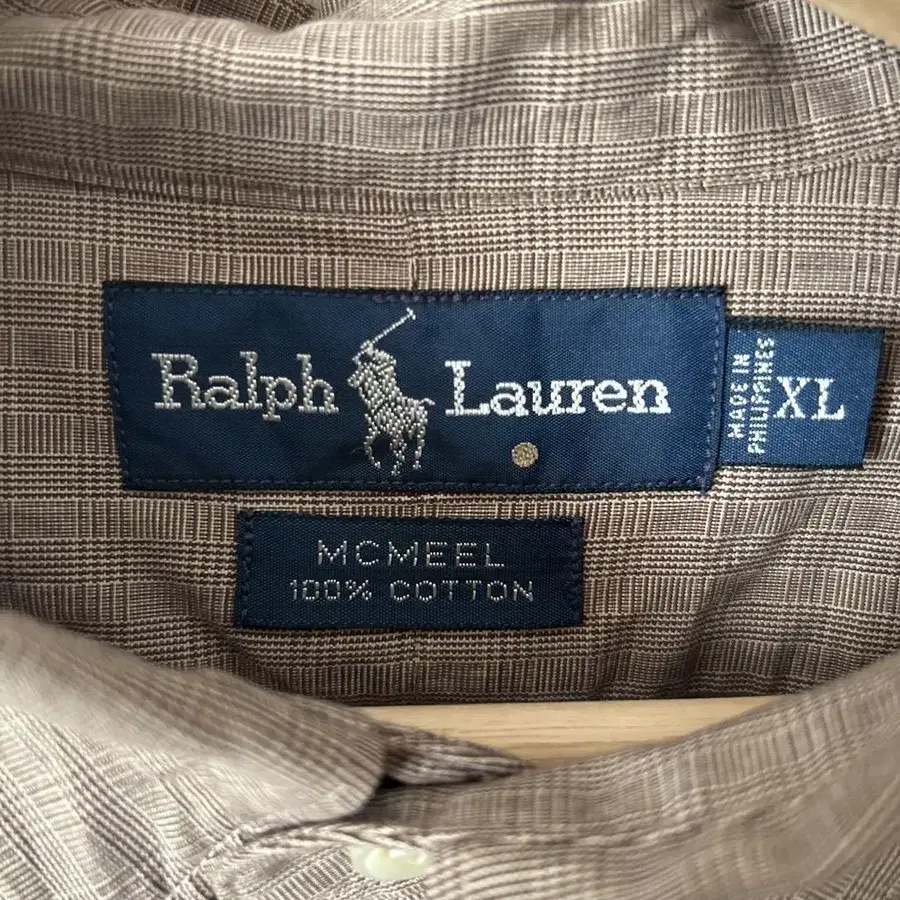 Ralph Lauren
MADE IN
PHILIPPINES
XL
MCMEEL
100% COTTON